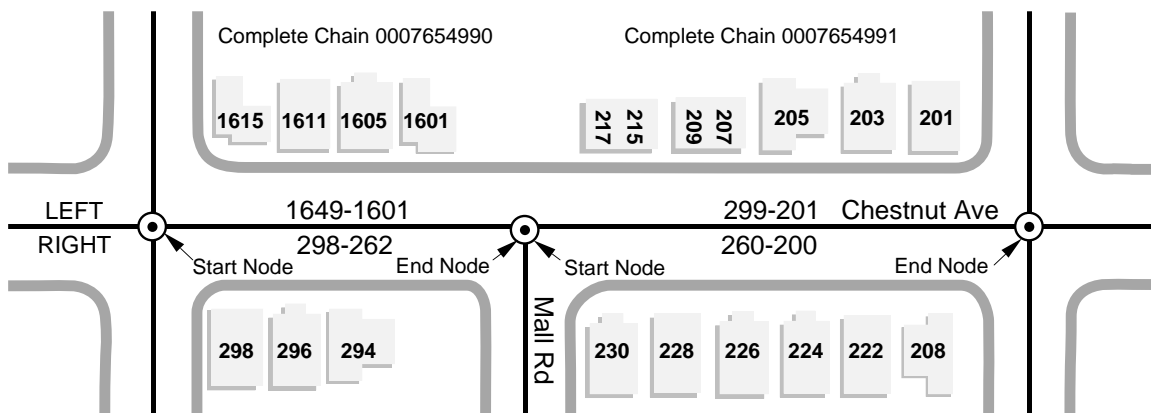 Complete Chain 0007654990
Complete Chain 0007654991
1615 1611 1605 1601
217 215 209 207 205 203 201
LEFT 1649-1601 299-201 Chestnut Ave
RIGHT 298-262 260-200
Start Node End Node Start Node End Node
Mall Rd
298 296 294
230 228 226 224 222 208